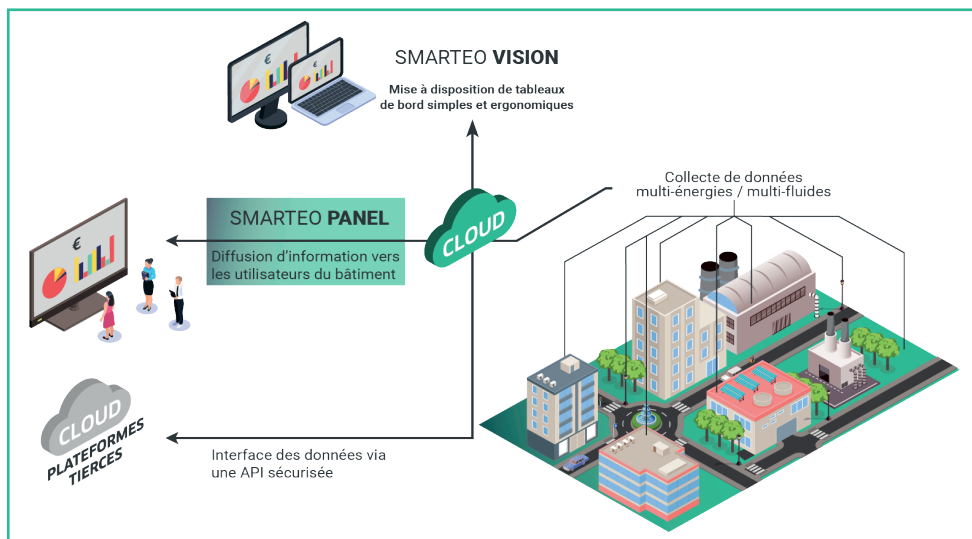 SMARTEO VISION
Mise à disposition de tableaux
de bord simples et ergonomiques
€
€
SMARTEO PANEL
Diffusion d’information vers
les utilisateurs du bâtiment
CLOUD
Collecte de données
multi-énergies / multi-fluides
€
CLOUD
PLATEFORMES
TIERCES
Interface des données via
une API sécurisée